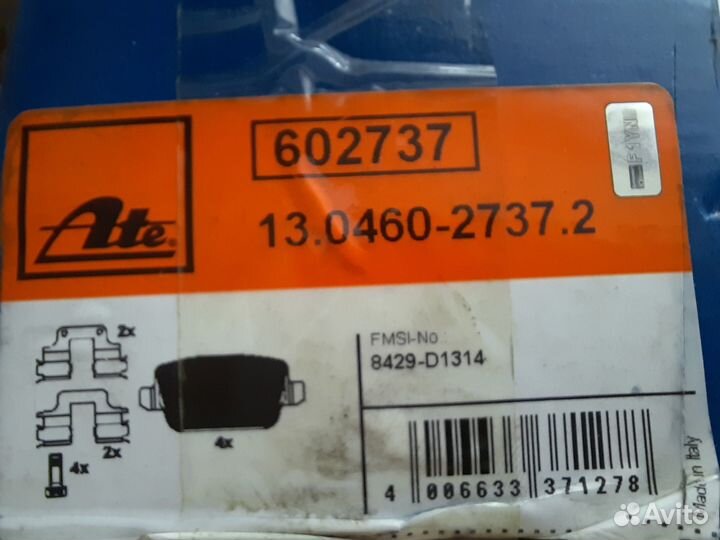 602737
Ate
13.0460-2737.2
2x
2x
4x
4x
FMSI-No
8429-D1314
4 006633 371278
Made in Italy
Avito